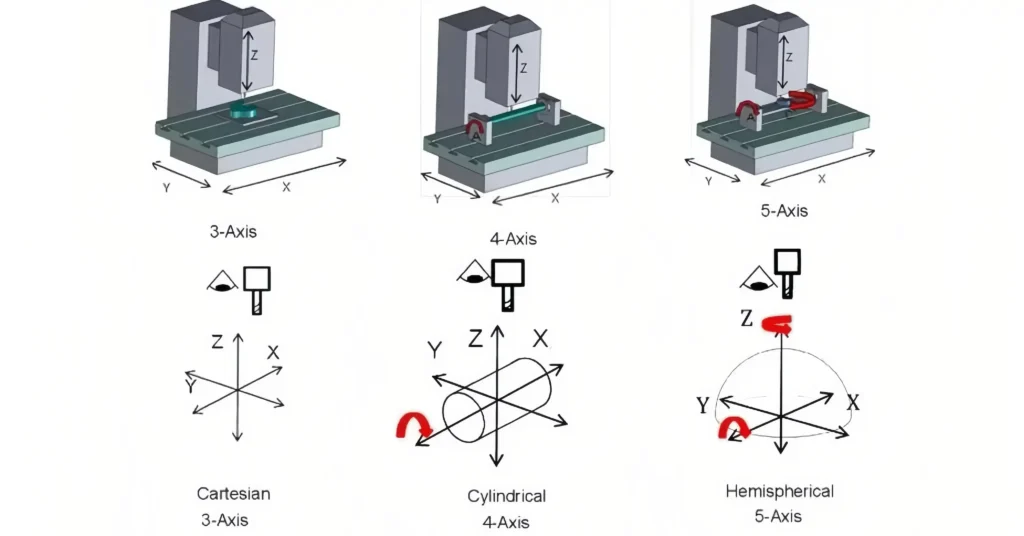 Z
Y
X
3-Axis
Z
A
Y
X
4-Axis
Z
A
Y
X
5-Axis
Z
X
Y
Cartesian
3-Axis
Y
Z
X
Cylindrical
4-Axis
Z
Y
X
Hemispherical
5-Axis